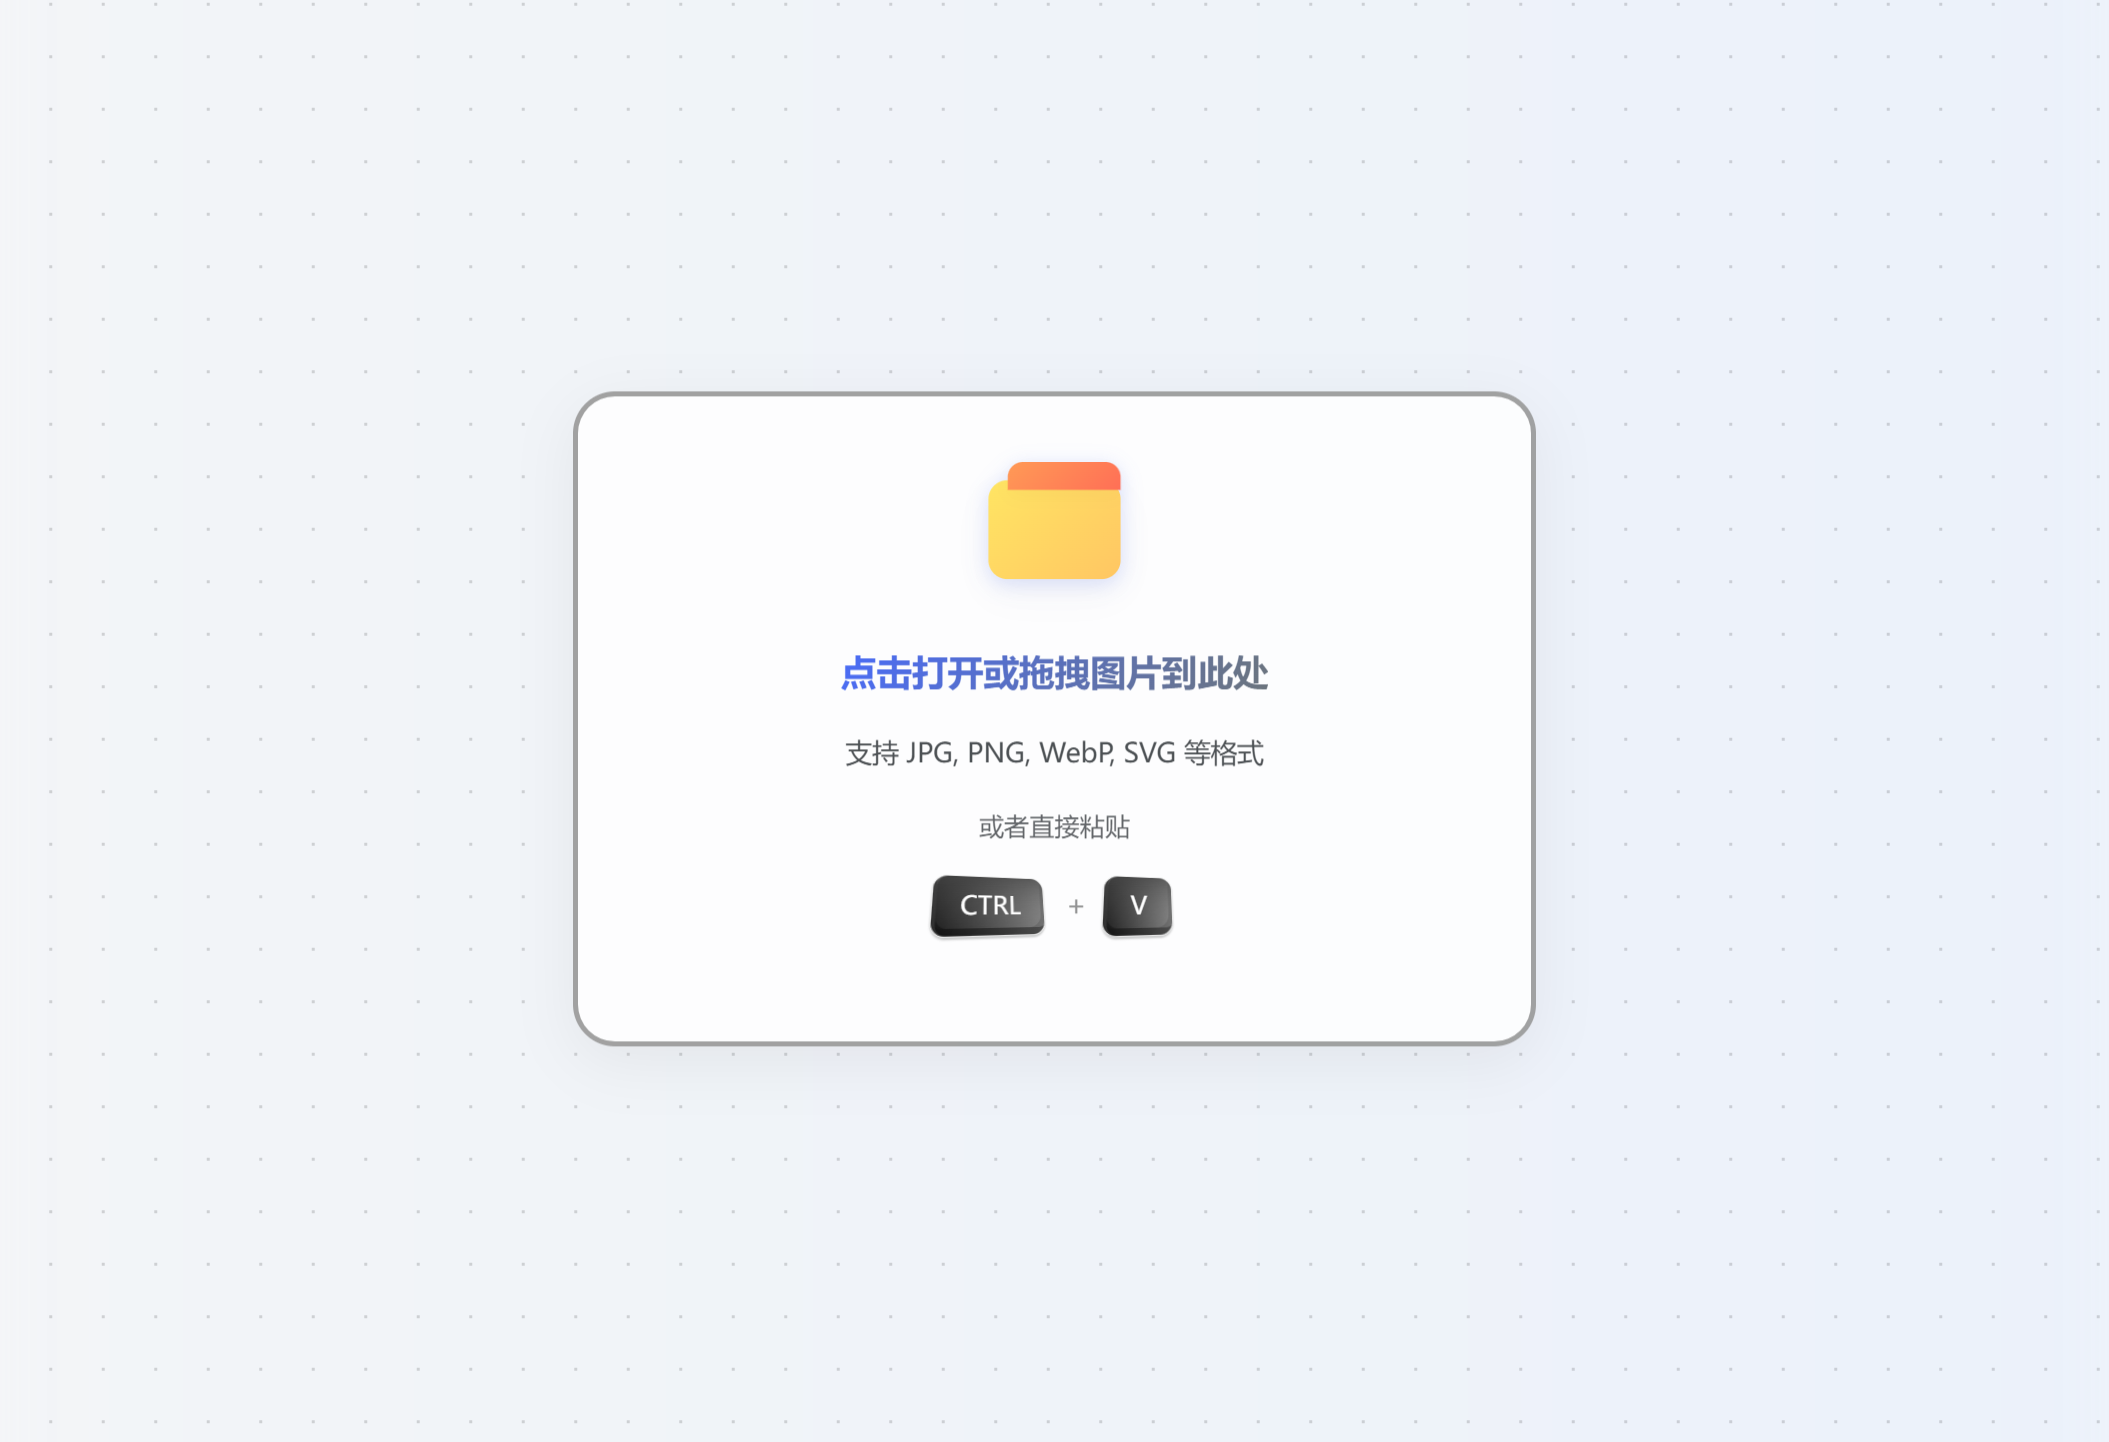 点击打开或拖拽图片到此处
支持 JPG, PNG, WebP, SVG 等格式
或者直接粘贴
CTRL + V